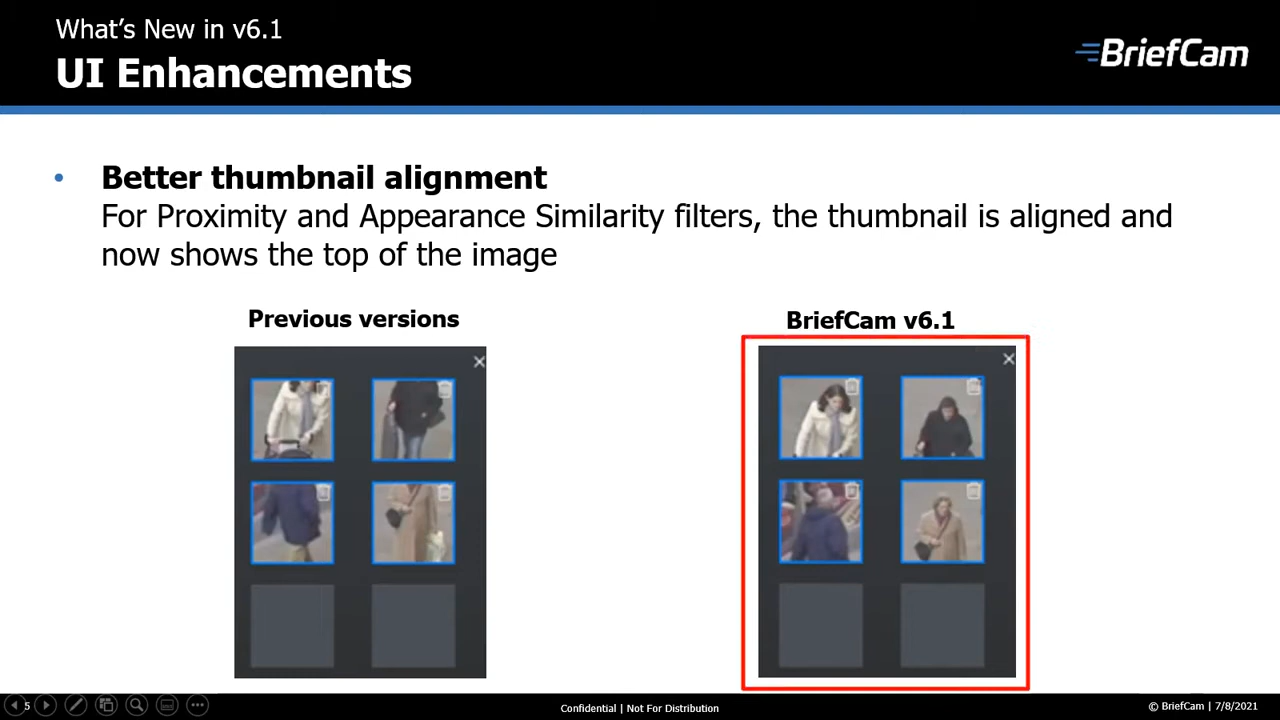 What's New in v6.1
UI Enhancements
BriefCam
• Better thumbnail alignment
For Proximity and Appearance Similarity filters, the thumbnail is aligned and
now shows the top of the image
Previous versions
BriefCam v6.1
5
Confidential | Not For Distribution
© BriefCam | 7/8/2021